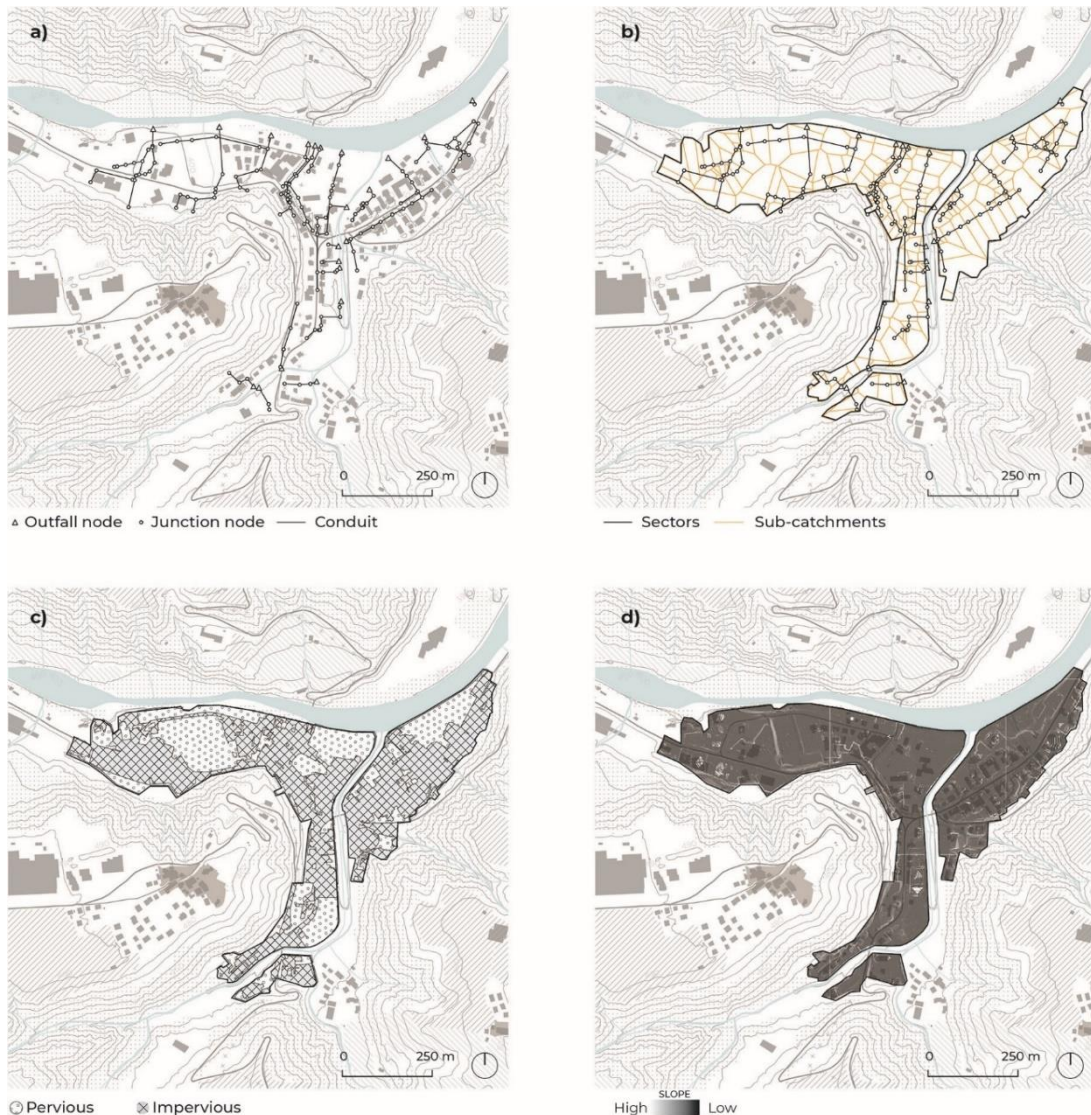 a)
0 250 m
Outfall node Junction node Conduit
b)
0 250 m
Sectors Sub-catchments
c)
0 250 m
Pervious Impervious
d)
0 250 m
SLOPE
High Low